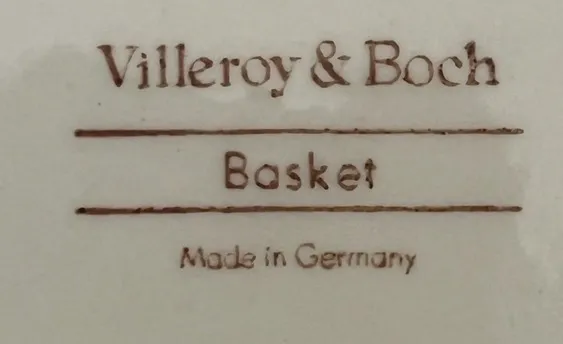 Villeroy & Boch
Basket
Made in Germany